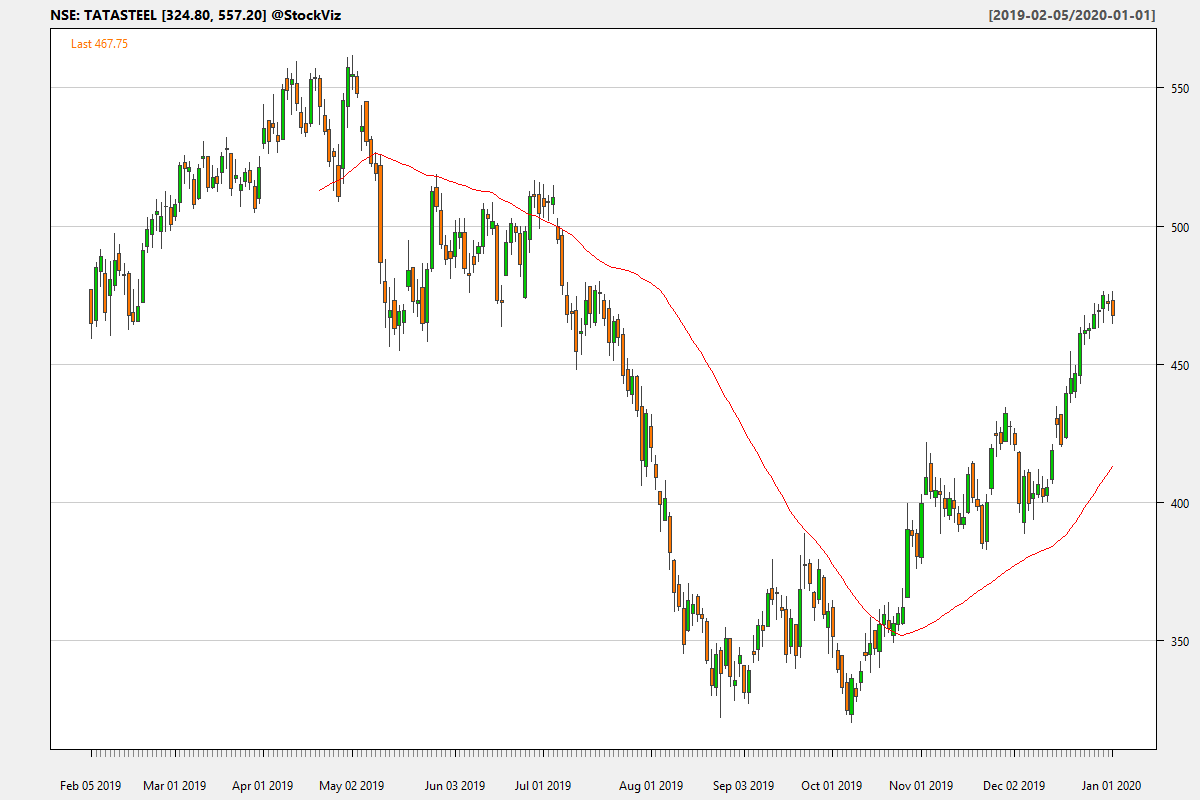 NSE: TATASTEEL [324.80, 557.20] @StockViz
[2019-02-05/2020-01-01]
Last 467.75
550
500
450
400
350
Feb 05 2019 Mar 01 2019 Apr 01 2019 May 02 2019 Jun 03 2019 Jul 01 2019 Aug 01 2019 Sep 03 2019 Oct 01 2019 Nov 01 2019 Dec 02 2019 Jan 01 2020